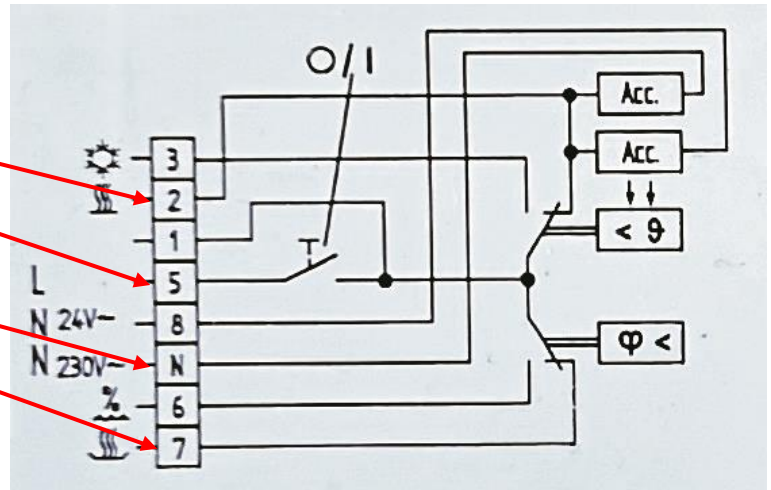 O/I
Acc.
Acc.
3
2
1
L 5
N 24V~ 8
N 230V~ N
% 6
7
< ϑ
φ <